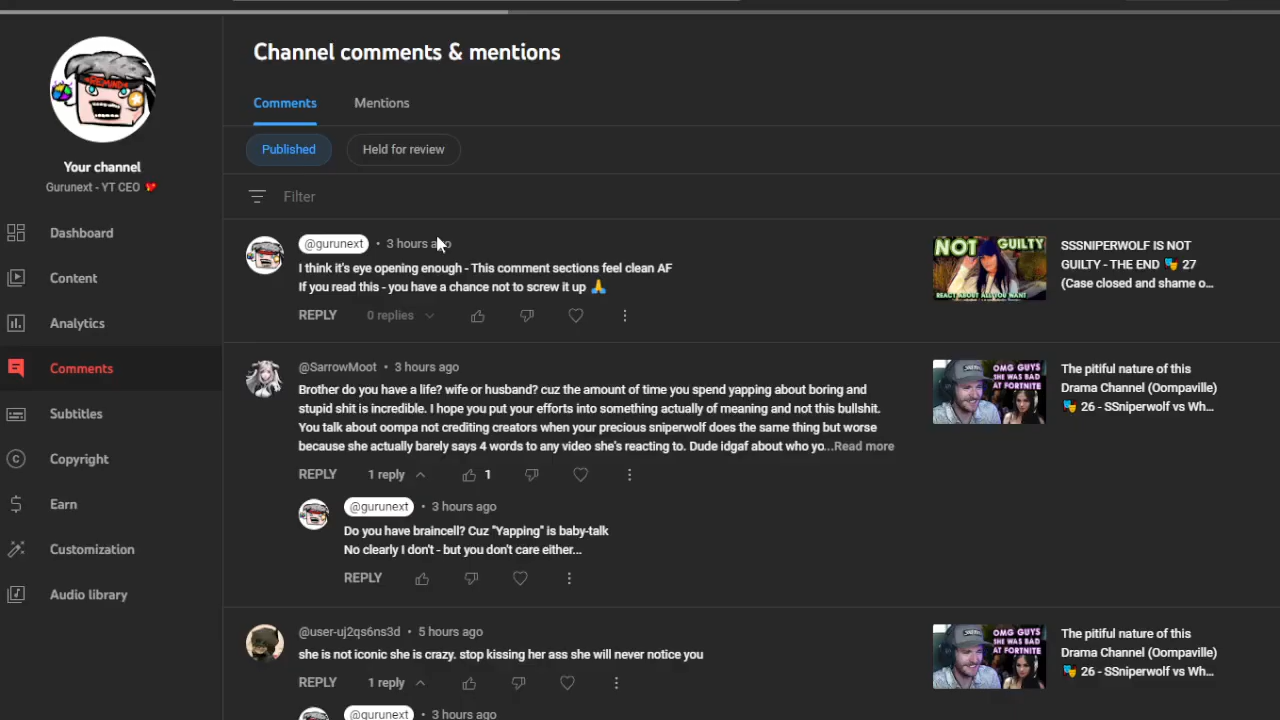 Channel comments & mentions
Comments
Mentions
Published
Held for review
Filter
REMIND
Your channel
Gurunext - YT CEO 💘
Dashboard
Content
Analytics
Comments
Subtitles
Copyright
Earn
Customization
Audio library
@gurunext • 3 hours ago
I think it's eye opening enough - This comment sections feel clean AF
If you read this - you have a chance not to screw it up 🙏
REPLY
0 replies
NOT GUILTY
REACT ABOUT ALL YOU WANT
SSSNIPERWOLF IS NOT
GUILTY - THE END 🎭 27
(Case closed and shame o...
@SarrowMoot • 3 hours ago
Brother do you have a life? wife or husband? cuz the amount of time you spend yapping about boring and
stupid shit is incredible. I hope you put your efforts into something actually of meaning and not this bullshit.
You talk about oompa not crediting creators when your precious sniperwolf does the same thing but worse
because she actually barely says 4 words to any video she's reacting to. Dude idgaf about who yo...Read more
REPLY
1 reply
1
OMG GUYS
SHE WAS BAD
AT FORTNITE
The pitiful nature of this
Drama Channel (Oompaville)
🎭 26 - SSniperwolf vs Wh...
@gurunext • 3 hours ago
Do you have braincell? Cuz "Yapping" is baby-talk
No clearly I don't - but you don't care either...
REPLY
@user-uj2qs6ns3d • 5 hours ago
she is not iconic she is crazy. stop kissing her ass she will never notice you
REPLY
1 reply
OMG GUYS
SHE WAS BAD
AT FORTNITE
The pitiful nature of this
Drama Channel (Oompaville)
🎭 26 - SSniperwolf vs Wh...
@gurunext • 3 hours ago